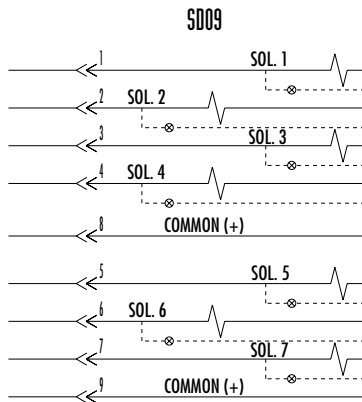 SD09
1 SOL. 1
2 SOL. 2
3 SOL. 3
4 SOL. 4
8 COMMON (+)
5 SOL. 5
6 SOL. 6
7 SOL. 7
9 COMMON (+)